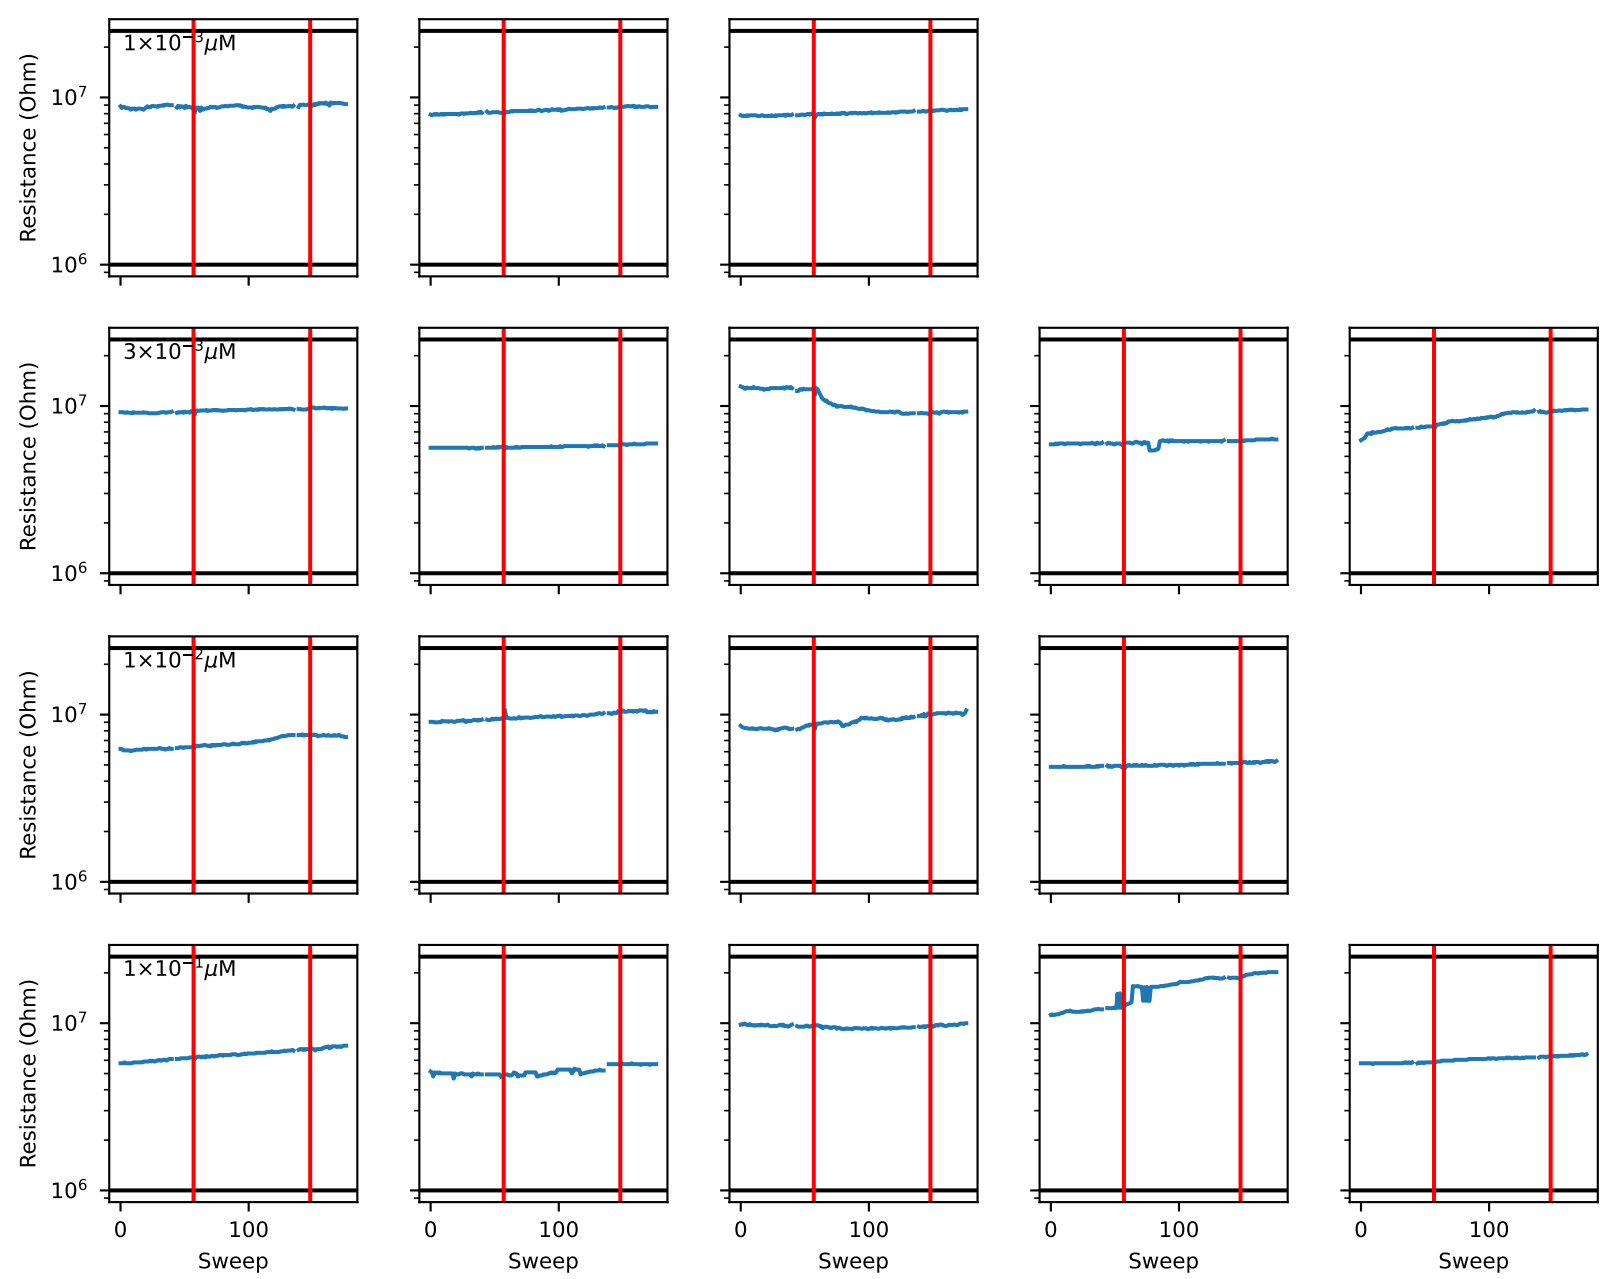 Resistance (Ohm)
10⁷
10⁶
1×10⁻³μM
Resistance (Ohm)
10⁷
10⁶
3×10⁻³μM
Resistance (Ohm)
10⁷
10⁶
1×10⁻²μM
Resistance (Ohm)
10⁷
10⁶
1×10⁻¹μM
0 100 0 100 0 100 0 100 0 100
Sweep Sweep Sweep Sweep Sweep